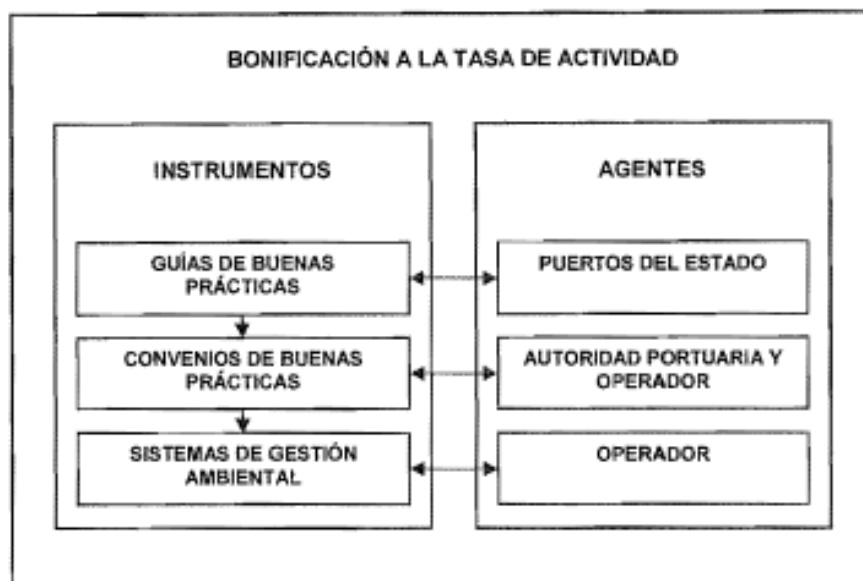 BONIFICACIÓN A LA TASA DE ACTIVIDAD
INSTRUMENTOS
GUÍAS DE BUENAS
PRÁCTICAS
CONVENIOS DE BUENAS
PRÁCTICAS
SISTEMAS DE GESTIÓN
AMBIENTAL
AGENTES
PUERTOS DEL ESTADO
AUTORIDAD PORTUARIA Y
OPERADOR
OPERADOR